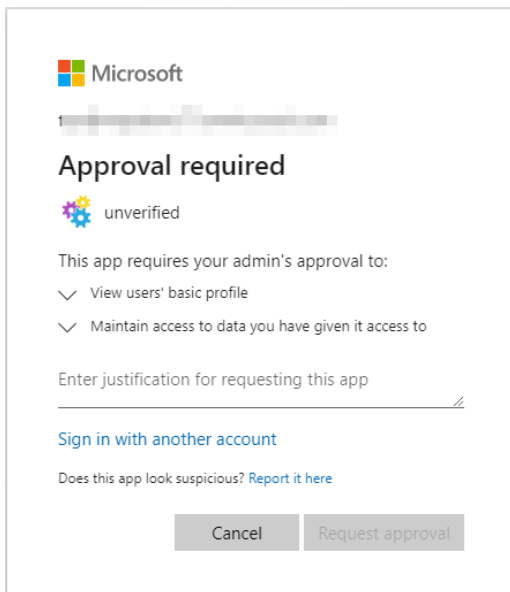 Microsoft
Approval required
unverified
This app requires your admin's approval to:
View users' basic profile
Maintain access to data you have given it access to
Enter justification for requesting this app
Sign in with another account
Does this app look suspicious? Report it here
Cancel
Request approval